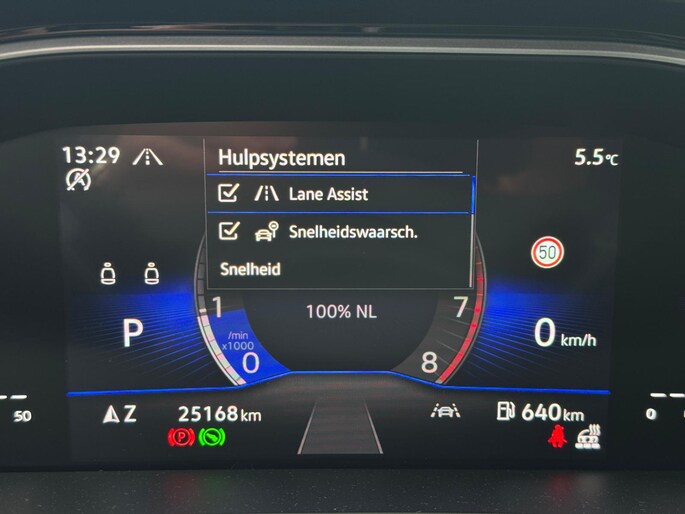 13:29
5.5°C
Hulpsystemen
Lane Assist
Snelheidswaarsch.
Snelheid
50
100% NL
P
-1
7
0 km/h
/min
x1000
0
8
50
Z
25168 km
640 km
0
P